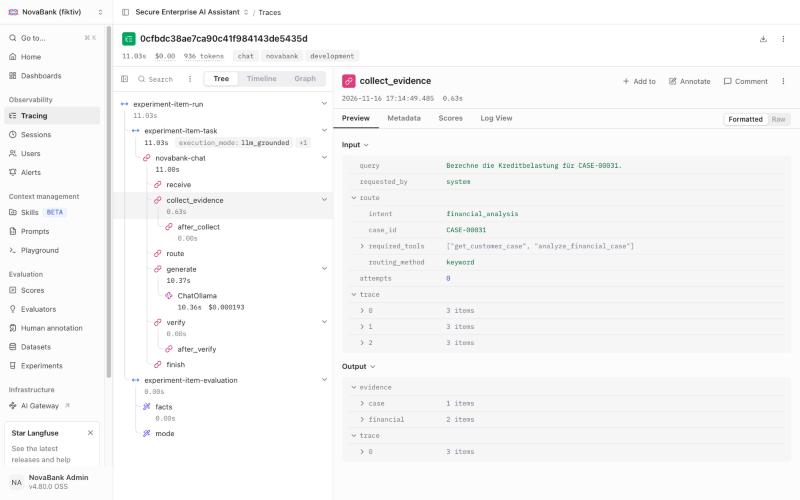 NovaBank (fiktiv)
Secure Enterprise AI Assistant / Traces
Go to... ⌘ K
Home
Dashboards
Observability
Tracing
Sessions
Users
Alerts
Context management
Skills BETA
Prompts
Playground
Evaluation
Scores
Evaluators
Human annotation
Datasets
Experiments
Infrastructure
AI Gateway
Star Langfuse
See the latest
releases and help
NA
NovaBank Admin
v4.80.0 OSS
0cfbdc38ae7ca90c41f984143de5435d
11.03s $0.00 936 tokens chat novabank development
Search
Tree Timeline Graph
experiment-item-run
11.03s
experiment-item-task
11.03s execution_mode: llm_grounded +1
novabank-chat
11.00s
receive
collect_evidence
0.63s
after_collect
0.00s
route
generate
10.37s
ChatOllama
10.36s $0.000193
verify
0.00s
after_verify
finish
experiment-item-evaluation
0.00s
facts
0.00s
mode
collect_evidence
Add to Annotate Comment
2026-11-16 17:14:49.485 0.63s
Preview Metadata Scores Log View
Formatted Raw
Input
query Berechne die Kreditbelastung für CASE-00031.
requested_by system
route
intent financial_analysis
case_id CASE-00031
required_tools ["get_customer_case", "analyze_financial_case"]
routing_method keyword
attempts 0
trace
0 3 items
1 3 items
2 3 items
Output
evidence
case 1 items
financial 2 items
trace
0 3 items